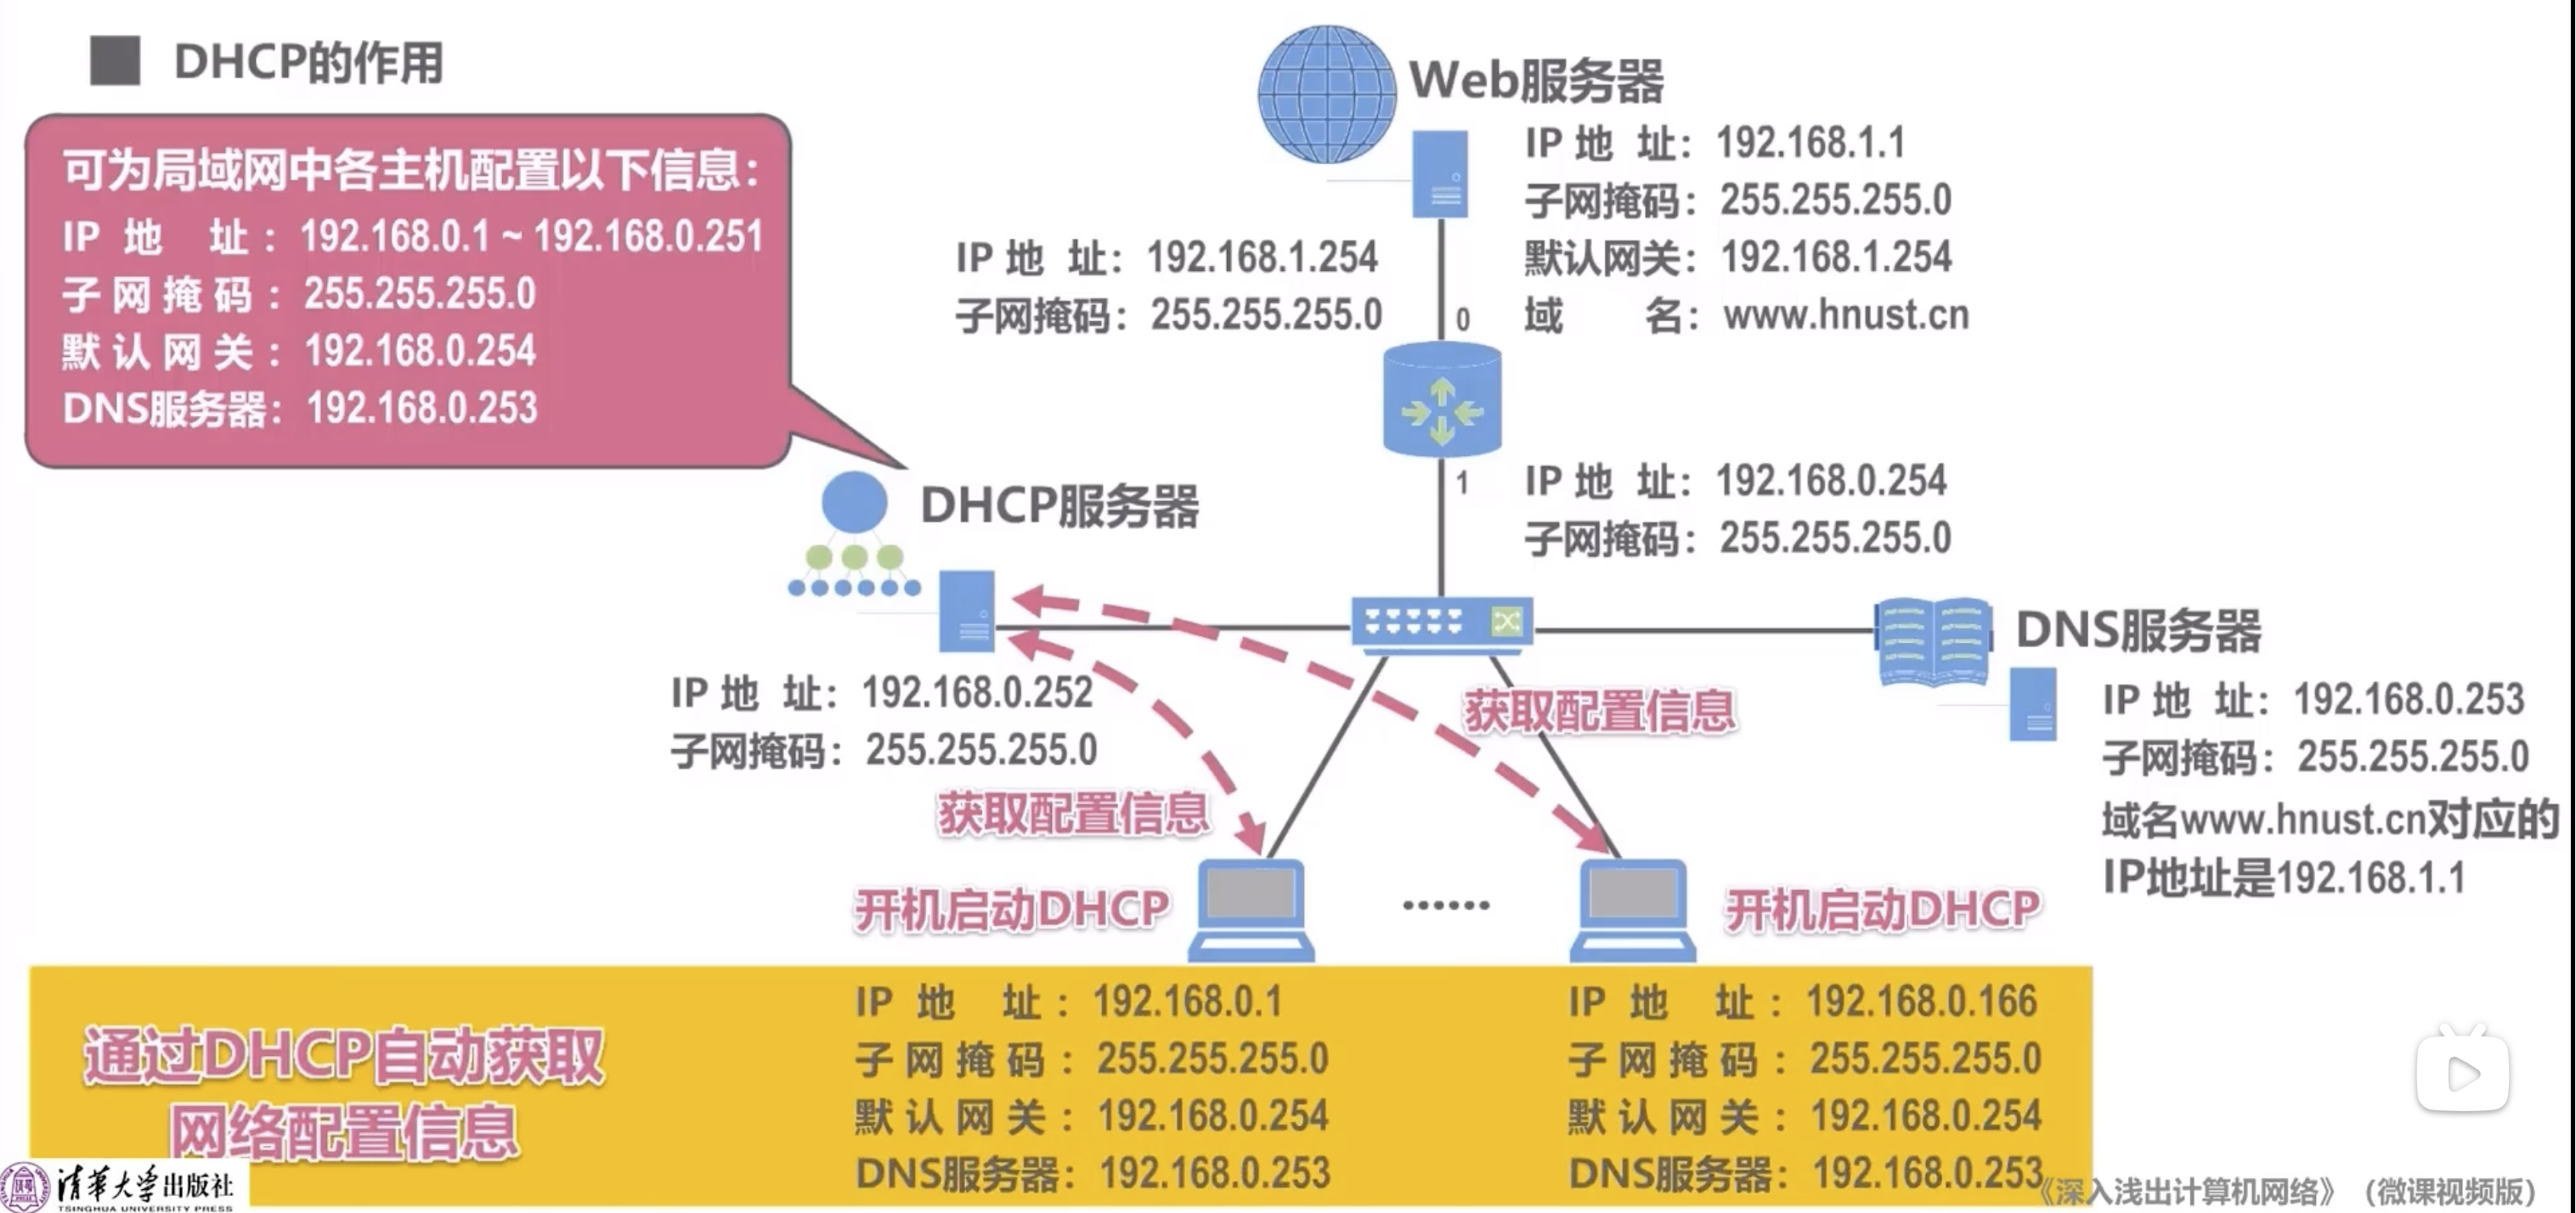 DHCP的作用
可为局域网中各主机配置以下信息：
IP 地 址：192.168.0.1 ~ 192.168.0.251
子网掩码：255.255.255.0
默认网关：192.168.0.254
DNS服务器：192.168.0.253
Web服务器
IP 地 址：192.168.1.1
子网掩码：255.255.255.0
默认网关：192.168.1.254
域 名：www.hnust.cn
IP 地 址：192.168.1.254
子网掩码：255.255.255.0
0
1
IP 地 址：192.168.0.254
子网掩码：255.255.255.0
DHCP服务器
IP 地 址：192.168.0.252
子网掩码：255.255.255.0
DNS服务器
IP 地 址：192.168.0.253
子网掩码：255.255.255.0
域名www.hnust.cn对应的
IP地址是192.168.1.1
获取配置信息
获取配置信息
开机启动DHCP
······
开机启动DHCP
通过DHCP自动获取
网络配置信息
IP 地 址：192.168.0.1
子网掩码：255.255.255.0
默认网关：192.168.0.254
DNS服务器：192.168.0.253
IP 地 址：192.168.0.166
子网掩码：255.255.255.0
默认网关：192.168.0.254
DNS服务器：192.168.0.253
清华大学出版社
TSINGHUA UNIVERSITY PRESS
《深入浅出计算机网络》（微课视频版）